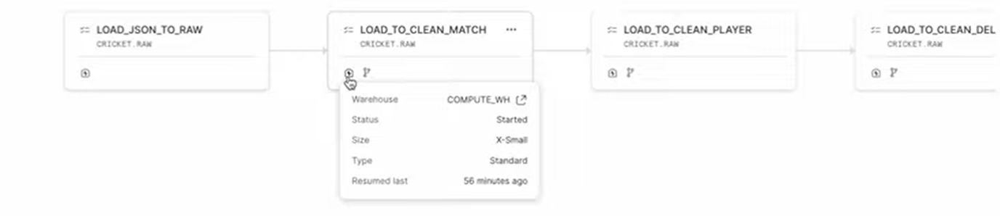 LOAD_JSON_TO_RAW
CRICKET.RAW
LOAD_TO_CLEAN_MATCH
CRICKET.RAW
LOAD_TO_CLEAN_PLAYER
CRICKET.RAW
LOAD_TO_CLEAN_DEL
CRICKET.RAW
Warehouse COMPUTE_WH
Status Started
Size X-Small
Type Standard
Resumed last 56 minutes ago